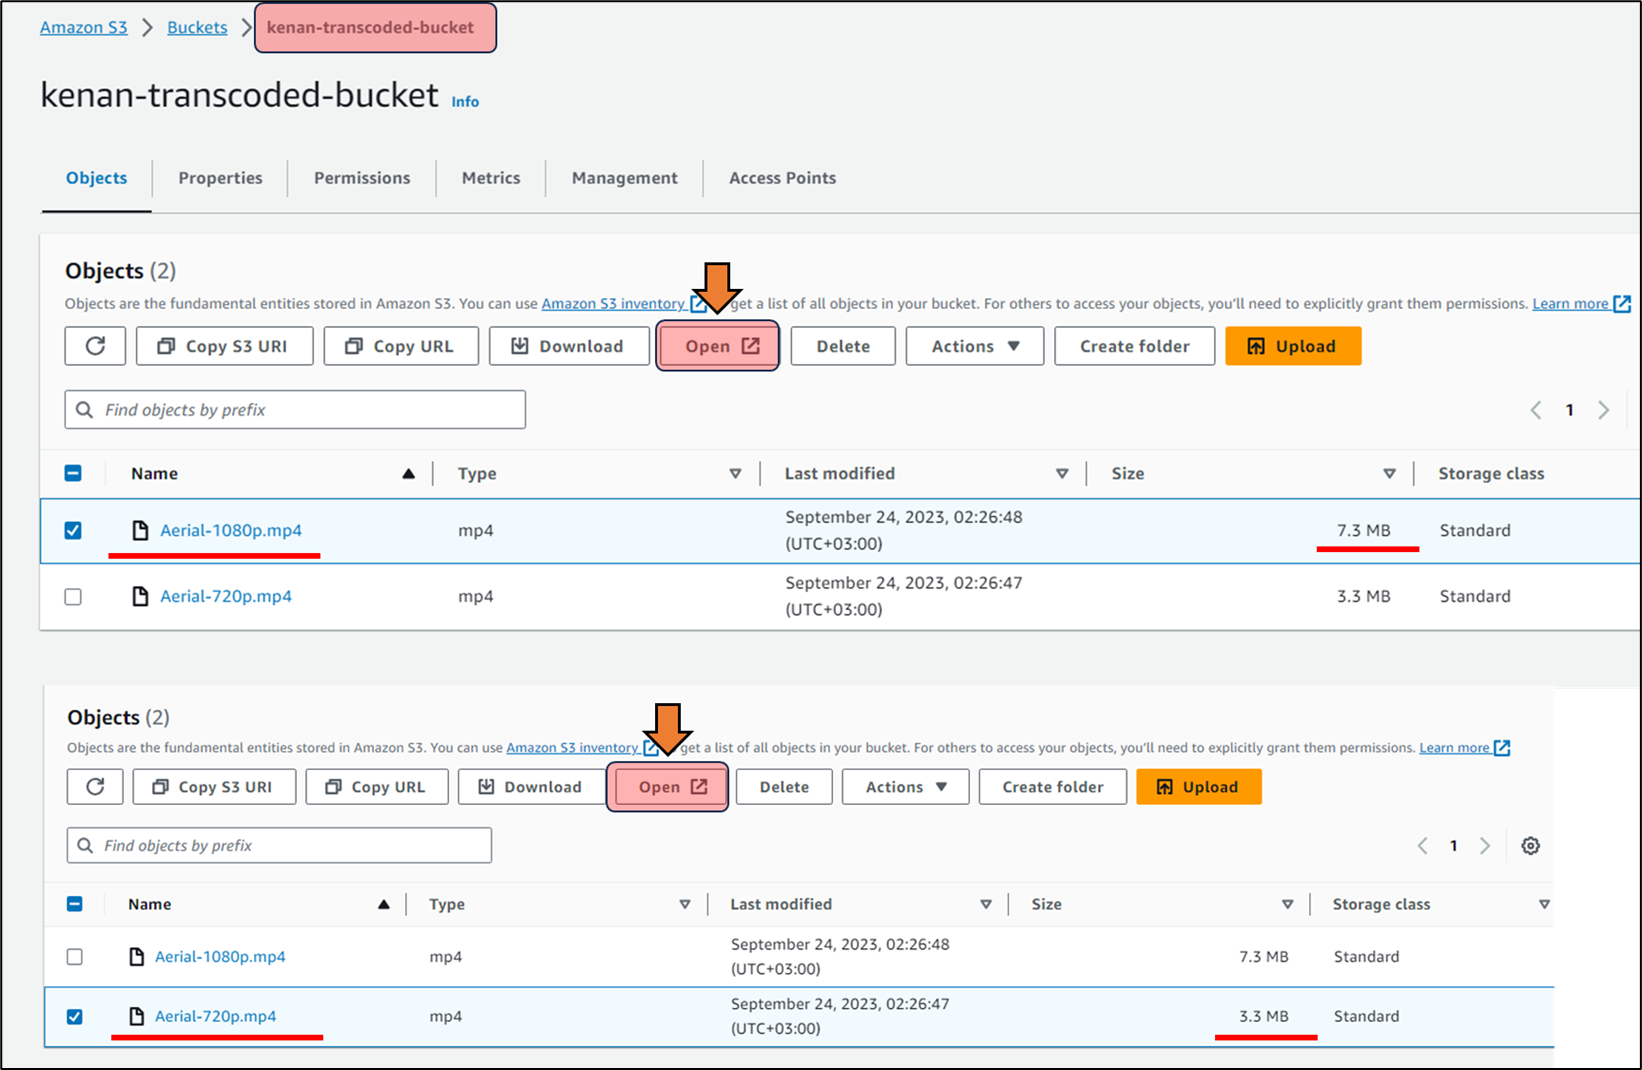 Amazon S3 > Buckets > kenan-transcoded-bucket
kenan-transcoded-bucket Info
Objects Properties Permissions Metrics Management Access Points
Objects (2)
Objects are the fundamental entities stored in Amazon S3. You can use Amazon S3 inventory get a list of all objects in your bucket. For others to access your objects, you'll need to explicitly grant them permissions. Learn more
Copy S3 URI Copy URL Download Open Delete Actions Create folder Upload
Find objects by prefix
1
Name Type Last modified Size Storage class
Aerial-1080p.mp4 mp4 September 24, 2023, 02:26:48 7.3 MB Standard
(UTC+03:00)
Aerial-720p.mp4 mp4 September 24, 2023, 02:26:47 3.3 MB Standard
(UTC+03:00)
Objects (2)
Objects are the fundamental entities stored in Amazon S3. You can use Amazon S3 inventory get a list of all objects in your bucket. For others to access your objects, you'll need to explicitly grant them permissions. Learn more
Copy S3 URI Copy URL Download Open Delete Actions Create folder Upload
Find objects by prefix
1
Name Type Last modified Size Storage class
Aerial-1080p.mp4 mp4 September 24, 2023, 02:26:48 7.3 MB Standard
(UTC+03:00)
Aerial-720p.mp4 mp4 September 24, 2023, 02:26:47 3.3 MB Standard
(UTC+03:00)